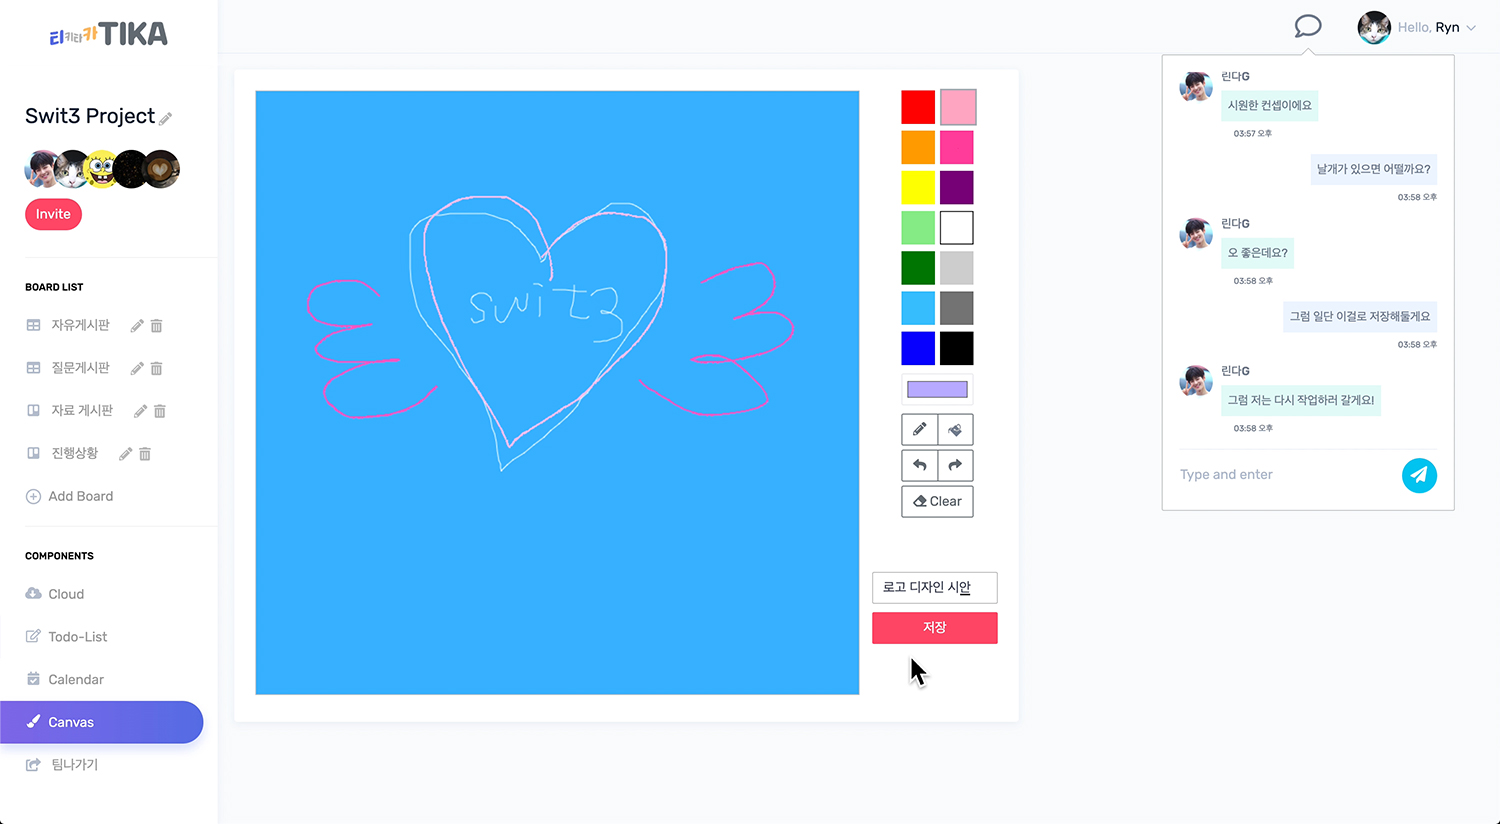 티키타카TIKA
Hello, Ryn
Swit3 Project
Invite
BOARD LIST
자유게시판
질문게시판
자료 게시판
진행상황
Add Board
COMPONENTS
Cloud
Todo-List
Calendar
Canvas
팀나가기
swit3
Clear
로고 디자인 시안
저장
린다G
시원한 컨셉이에요
03:57 오후
날개가 있으면 어떨까요?
03:58 오후
린다G
오 좋은데요?
03:58 오후
그럼 일단 이걸로 저장해둘게요
03:58 오후
린다G
그럼 저는 다시 작업하러 갈게요!
03:58 오후
Type and enter